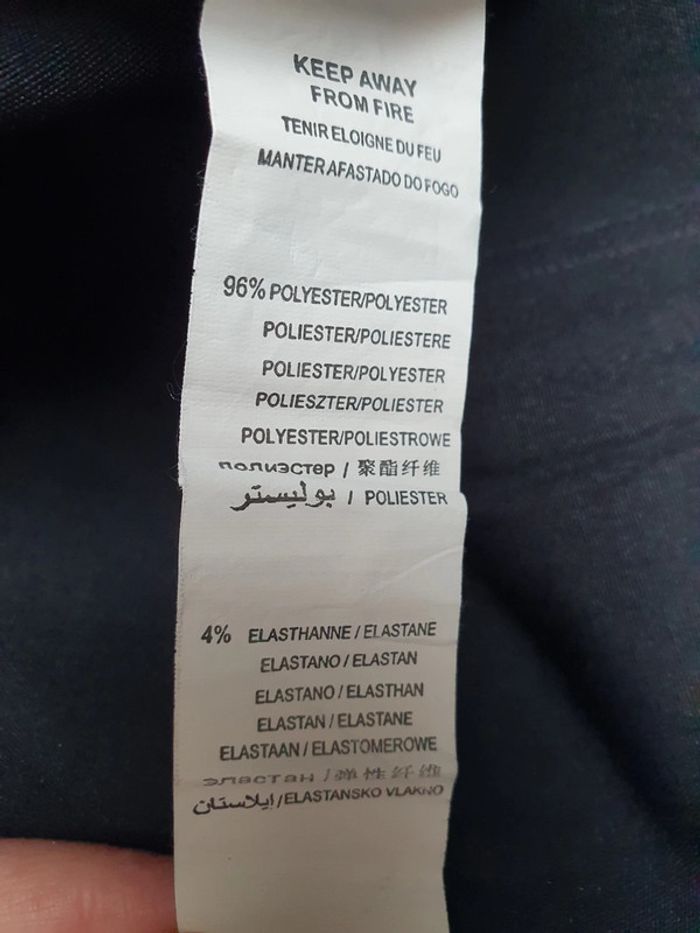 KEEP AWAY
FROM FIRE
TENIR ELOIGNE DU FEU
MANTER AFASTADO DO FOGO
96% POLYESTER/POLYESTER
POLIESTER/POLIESTERE
POLIESTER/POLYESTER
POLIESZTER/POLIESTER
POLYESTER/POLIESTROWE
полиэстер / 聚酯纤维
بوليستر / POLIESTER
4% ELASTHANNE / ELASTANE
ELASTANO / ELASTAN
ELASTANO / ELASTHAN
ELASTAN / ELASTANE
ELASTAAN / ELASTOMEROWE
эластан / 弹性纤维
إيلاستان / ELASTANSKO VLAKNO